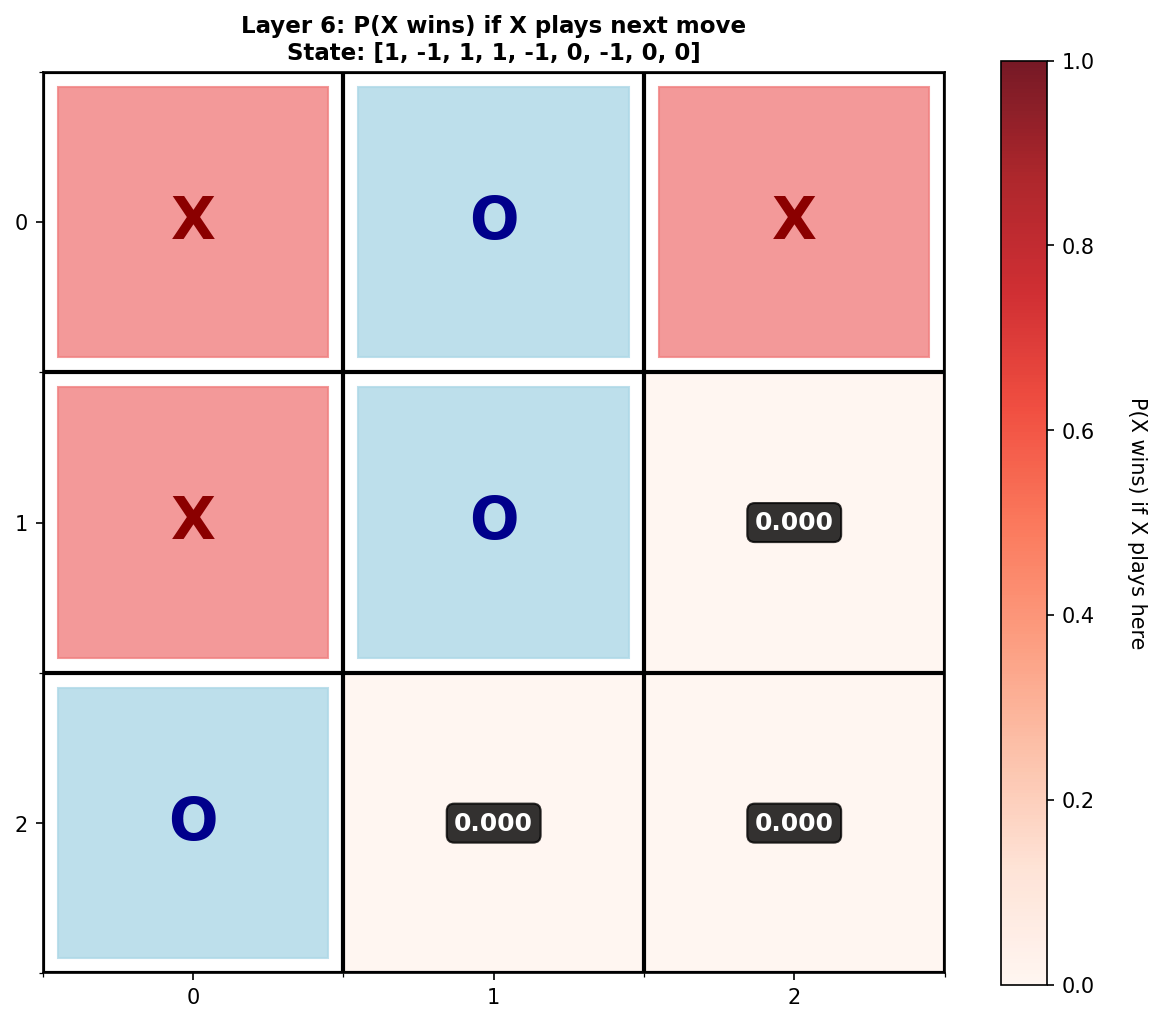 Layer 6: P(X wins) if X plays next move
State: [1, -1, 1, 1, -1, 0, -1, 0, 0]
0
X
O
X
1
X
O
0.000
2
O
0.000
0.000
0
1
2
1.0
0.8
0.6
0.4
0.2
0.0
P(X wins) if X plays here